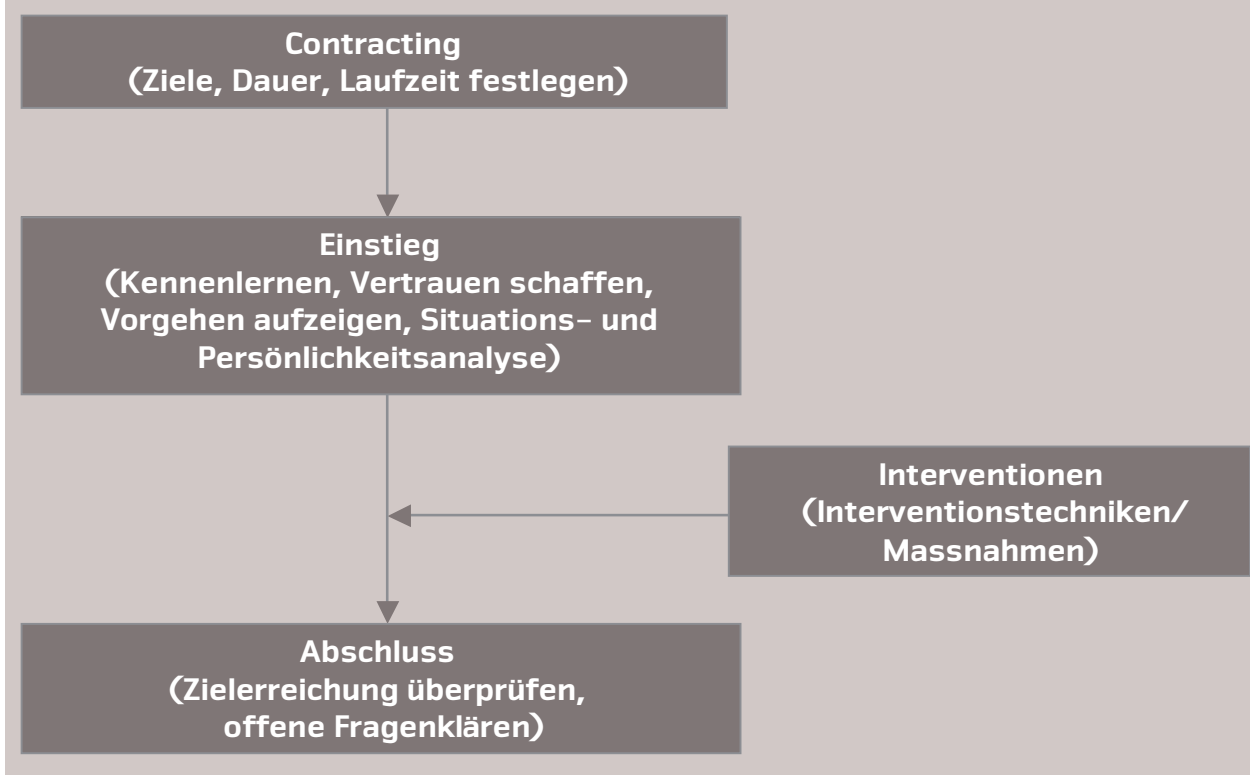 Contracting
(Ziele, Dauer, Laufzeit festlegen)
Einstieg
(Kennenlernen, Vertrauen schaffen,
Vorgehen aufzeigen, Situations– und
Persönlichkeitsanalyse)
Interventionen
(Interventionstechniken/
Massnahmen)
Abschluss
(Zielerreichung überprüfen,
offene Fragenklären)